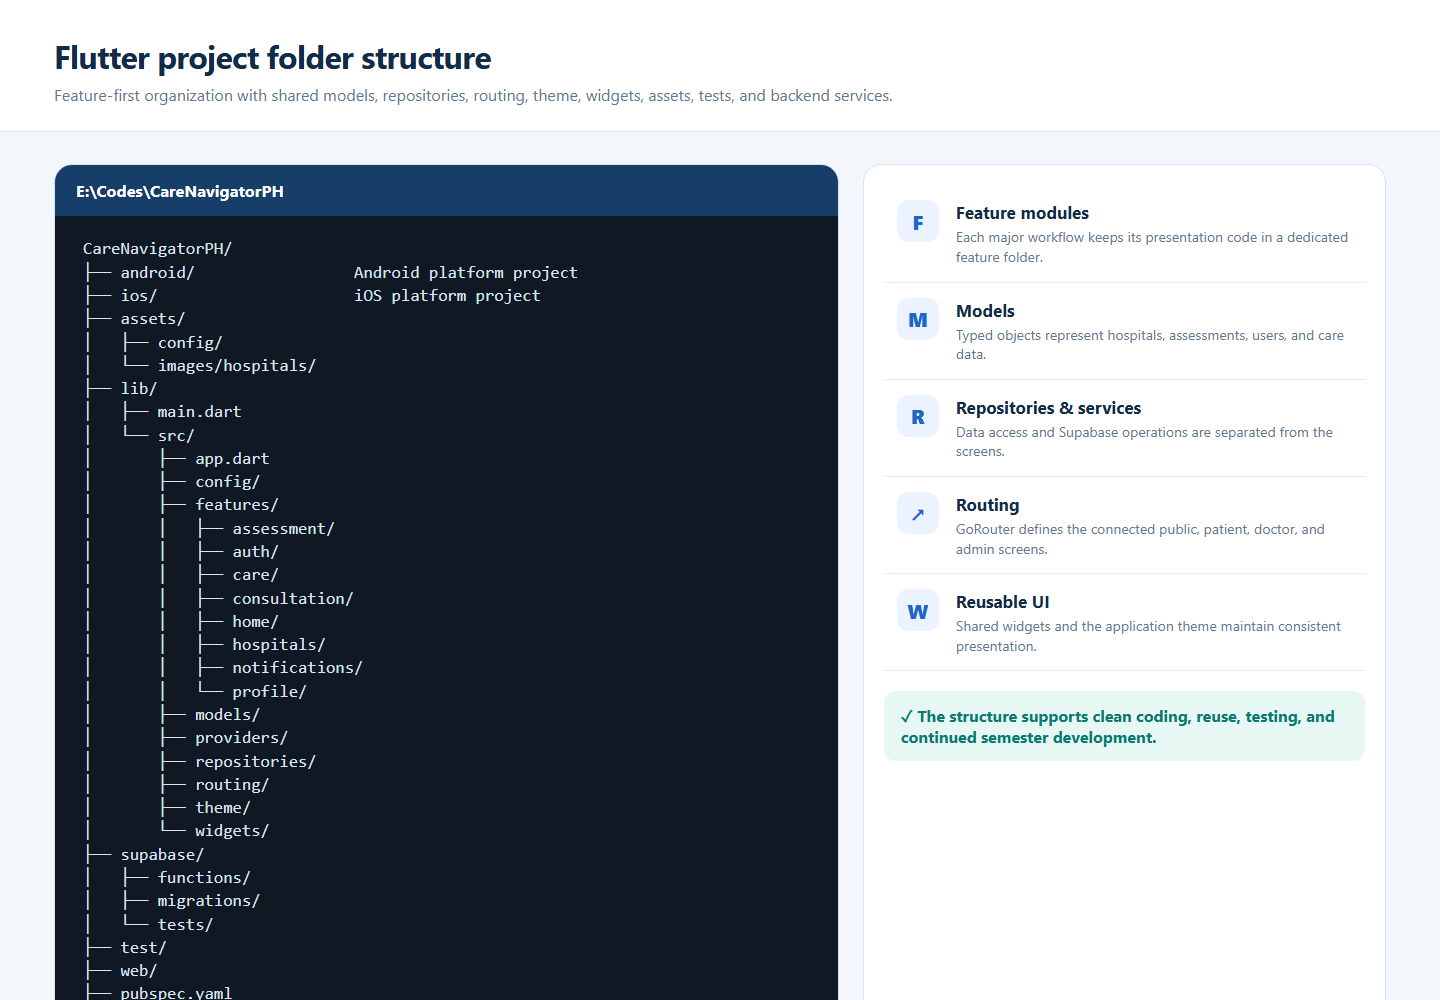 Flutter project folder structure
Feature-first organization with shared models, repositories, routing, theme, widgets, assets, tests, and backend services.
E:\Codes\CareNavigatorPH
CareNavigatorPH/
├── android/                 Android platform project
├── ios/                     iOS platform project
├── assets/
│   ├── config/
│   └── images/hospitals/
├── lib/
│   ├── main.dart
│   └── src/
│       ├── app.dart
│       ├── config/
│       ├── features/
│       │   ├── assessment/
│       │   ├── auth/
│       │   ├── care/
│       │   ├── consultation/
│       │   ├── home/
│       │   ├── hospitals/
│       │   ├── notifications/
│       │   └── profile/
│       ├── models/
│       ├── providers/
│       ├── repositories/
│       ├── routing/
│       ├── theme/
│       └── widgets/
├── supabase/
│   ├── functions/
│   ├── migrations/
│   └── tests/
├── test/
├── web/
├── pubspec.yaml
F
Feature modules
Each major workflow keeps its presentation code in a dedicated
feature folder.
M
Models
Typed objects represent hospitals, assessments, users, and care
data.
R
Repositories & services
Data access and Supabase operations are separated from the
screens.
↗
Routing
GoRouter defines the connected public, patient, doctor, and
admin screens.
W
Reusable UI
Shared widgets and the application theme maintain consistent
presentation.
✓ The structure supports clean coding, reuse, testing, and
continued semester development.